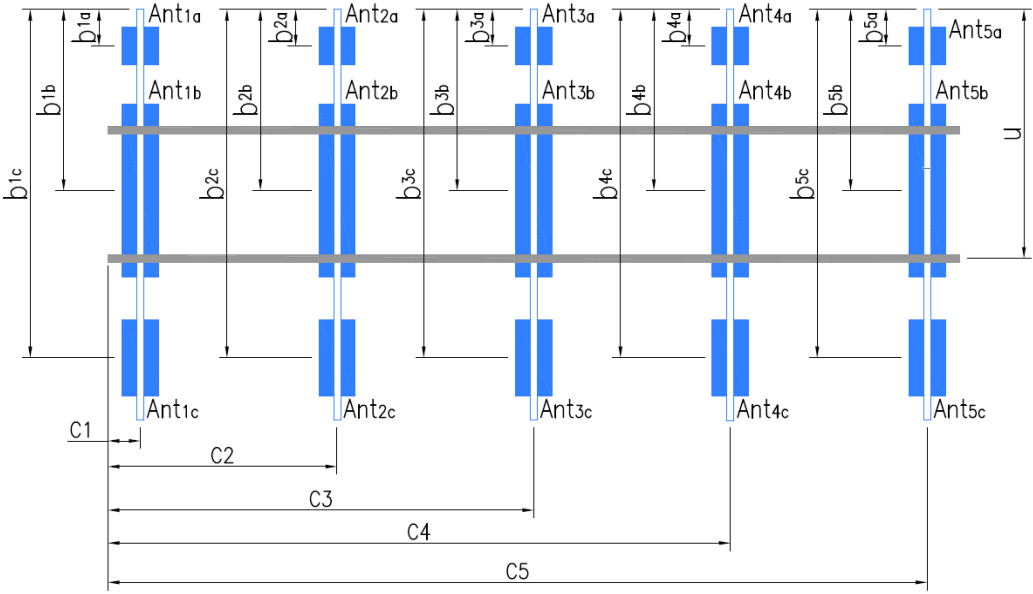 b1a Ant1a b2a Ant2a b3a Ant3a b4a Ant4a b5a Ant5a
b1b Ant1b b2b Ant2b b3b Ant3b b4b Ant4b b5b Ant5b
u
b1c b2c b3c b4c b5c
Ant1c Ant2c Ant3c Ant4c Ant5c
C1
C2
C3
C4
C5